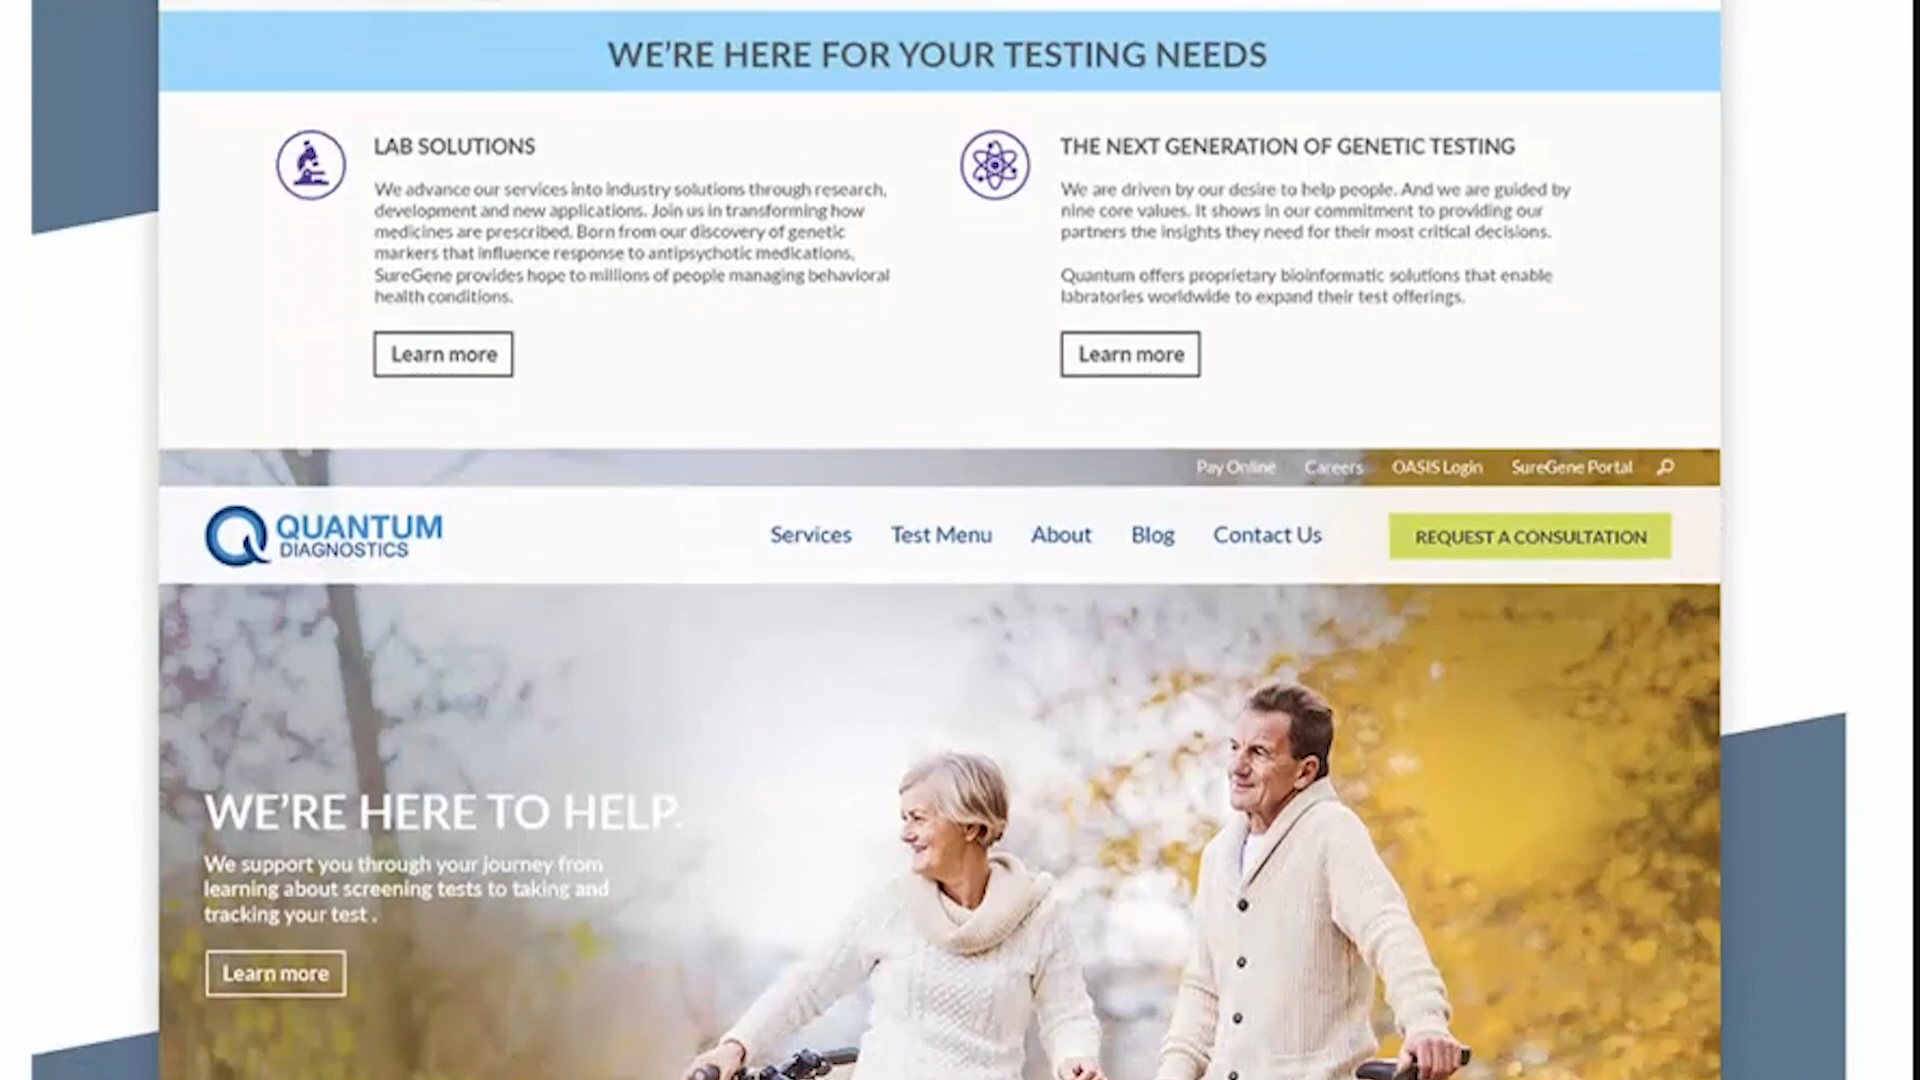 WE'RE HERE FOR YOUR TESTING NEEDS
LAB SOLUTIONS
We advance our services into industry solutions through research,
development and new applications. Join us in transforming how
medicines are prescribed. Born from our discovery of genetic
markers that influence response to antipsychotic medications,
SureGene provides hope to millions of people managing behavioral
health conditions.
Learn more
THE NEXT GENERATION OF GENETIC TESTING
We are driven by our desire to help people. And we are guided by
nine core values. It shows in our commitment to providing our
partners the insights they need for their most critical decisions.
Quantum offers proprietary bioinformatic solutions that enable
labratories worldwide to expand their test offerings.
Learn more
Pay Online Careers OASIS Login SureGene Portal
QUANTUM
DIAGNOSTICS
Services Test Menu About Blog Contact Us REQUEST A CONSULTATION
WE'RE HERE TO HELP.
We support you through your journey from
learning about screening tests to taking and
tracking your test .
Learn more